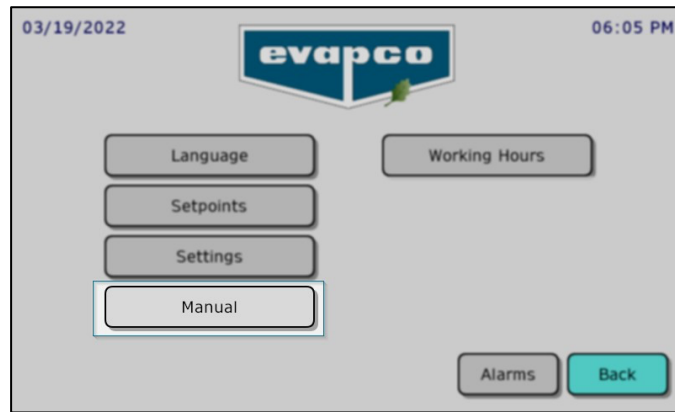 03/19/2022
06:05 PM
evapco
Language
Working Hours
Setpoints
Settings
Manual
Alarms
Back